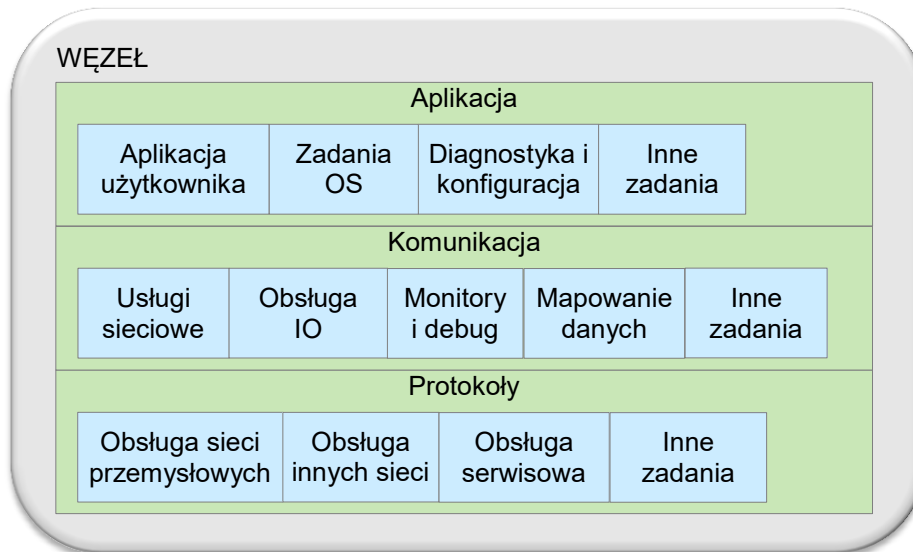 WĘZEŁ
Aplikacja
Aplikacja
użytkownika
Zadania
OS
Diagnostyka i
konfiguracja
Inne
zadania
Komunikacja
Usługi
sieciowe
Obsługa
IO
Monitory
i debug
Mapowanie
danych
Inne
zadania
Protokoły
Obsługa sieci
przemysłowych
Obsługa
innych sieci
Obsługa
serwisowa
Inne
zadania